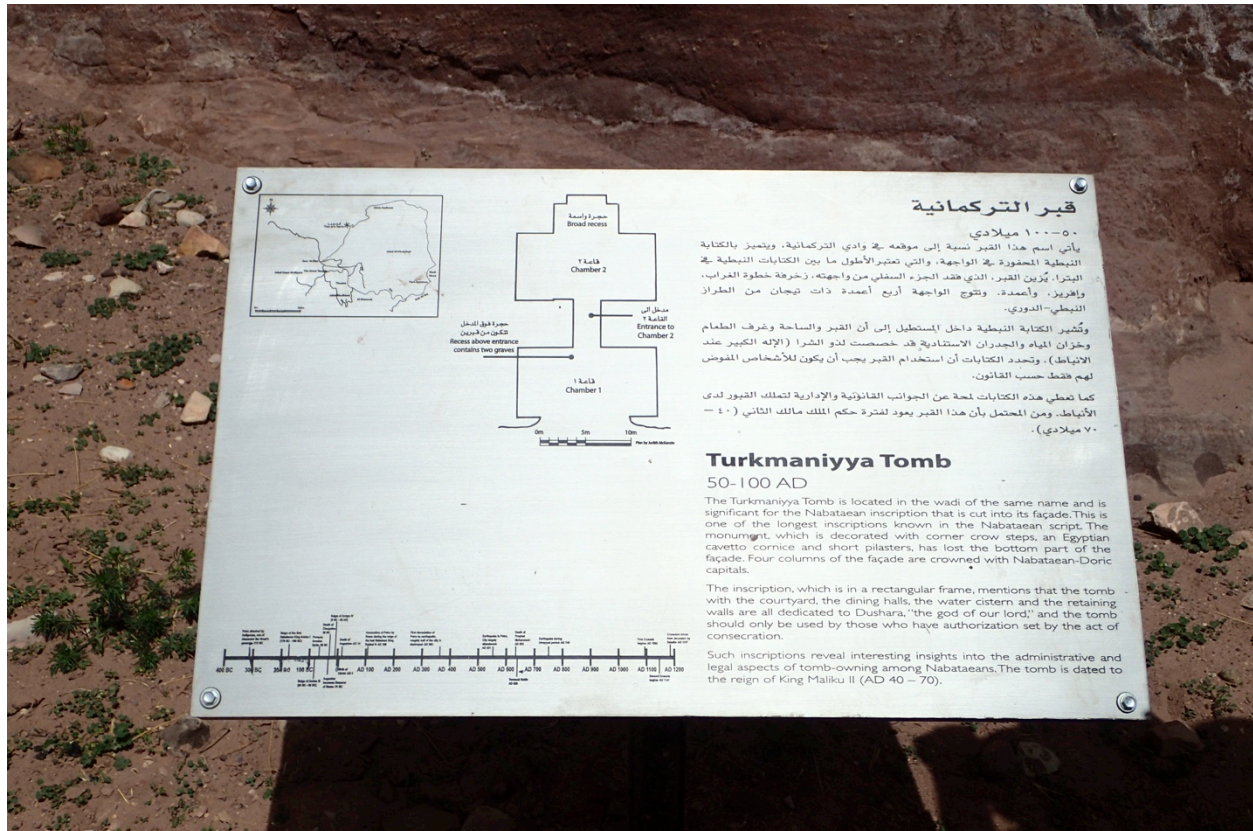 قبر التركمانية
٥٠-١٠٠ ميلادي
يأتي اسم هذا القبر نسبة إلى موقعه في وادي التركمانية، ويتميز بالكتابة
النبطية المحفورة في الواجهة، والتي تعتبر الأطول ما بين الكتابات النبطية في
البترا. يُزين القبر، الذي فقد الجزء السفلي من واجهته، زخرفة خطوة الغراب،
وإفريز، وأعمدة. وتتوج الواجهة أربع أعمدة ذات تيجان من الطراز
النبطي-الدوري.
وتُشير الكتابة النبطية داخل المستطيل إلى أن القبر والساحة وغرف الطعام
وخزان المياه والجدران الاستنادية قد خصصت لذو الشرا (الإله الكبير عند
الانباط). وتحدد الكتابات أن استخدام القبر يجب أن يكون للأشخاص المفوض
لهم فقط حسب القانون.
كما تعطي هذه الكتابات لمحة عن الجوانب القانونية والإدارية لتملك القبور لدى
الأنباط. ومن المحتمل بأن هذا القبر يعود لفترة حكم الملك مالك الثاني (٤٠ –
٧٠ ميلادي).
Turkmaniyya Tomb
50-100 AD
The Turkmaniyya Tomb is located in the wadi of the same name and is
significant for the Nabataean inscription that is cut into its façade. This is
one of the longest inscriptions known in the Nabataean script. The
monument, which is decorated with corner crow steps, an Egyptian
cavetto cornice and short pilasters, has lost the bottom part of the
façade. Four columns of the façade are crowned with Nabataean-Doric
capitals.
The inscription, which is in a rectangular frame, mentions that the tomb
with the courtyard, the dining halls, the water cistern and the retaining
walls are all dedicated to Dushara, "the god of our lord," and the tomb
should only be used by those who have authorization set by the act of
consecration.
Such inscriptions reveal interesting insights into the administrative and
legal aspects of tomb-owning among Nabataeans. The tomb is dated to
the reign of King Maliku II (AD 40 – 70).
حجرة واسعة
Broad recess
قاعة ٢
Chamber 2
مدخل الى
القاعة ٢
Entrance to
Chamber 2
حجرة فوق المدخل
تتكون من قبرين
Recess above entrance
contains two graves
قاعة ١
Chamber 1
0m 5m 10m
Plan by Judith McKenzie
400 BC 300 BC 100 BC AD 100 AD 200 AD 300 AD 400 AD 500 AD 600 AD 700 AD 800 AD 900 AD 1000 AD 1100 AD 1200